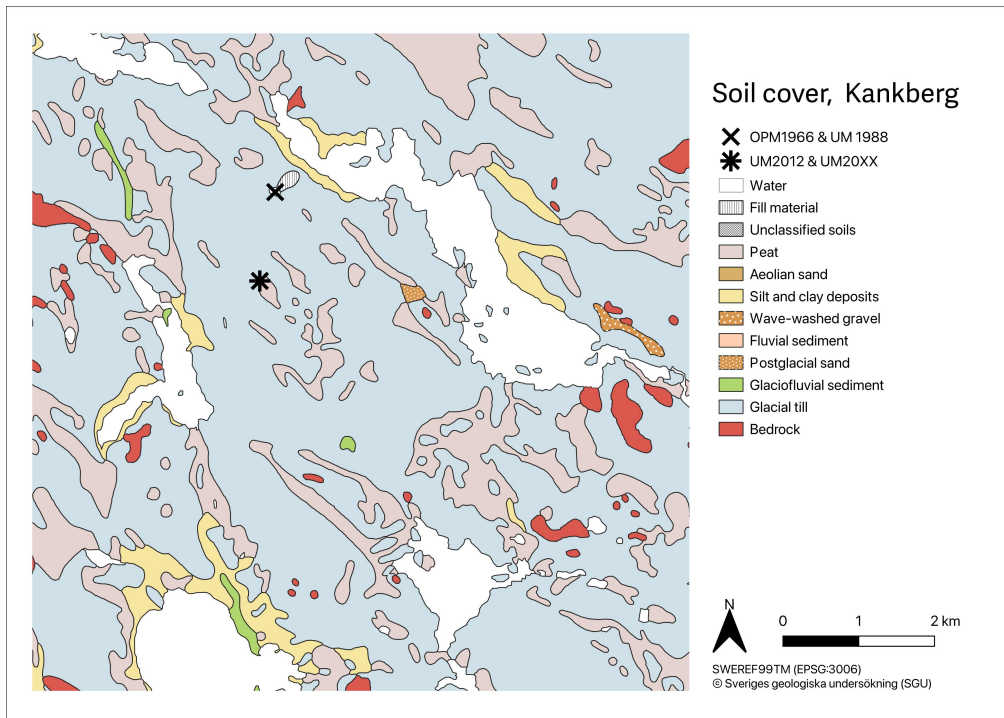 Soil cover, Kankberg
OPM1966 & UM 1988
UM2012 & UM20XX
Water
Fill material
Unclassified soils
Peat
Aeolian sand
Silt and clay deposits
Wave-washed gravel
Fluvial sediment
Postglacial sand
Glaciofluvial sediment
Glacial till
Bedrock
N
0 1 2 km
SWEREF99TM (EPSG:3006)
© Sveriges geologiska undersökning (SGU)